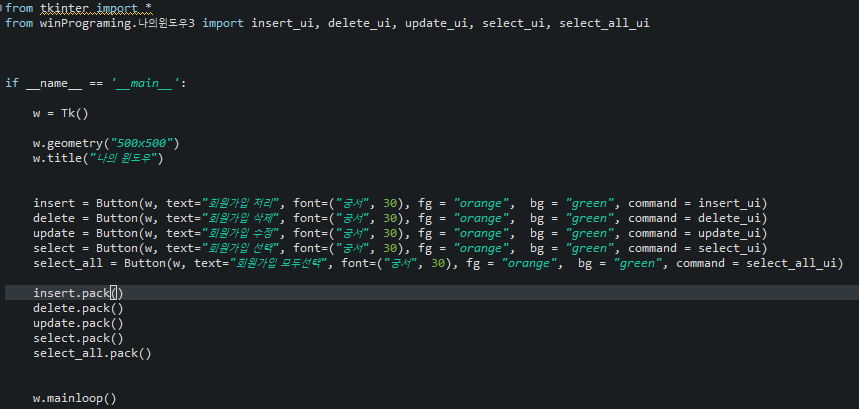 from tkinter import *
from winPrograming.나의윈도우3 import insert_ui, delete_ui, update_ui, select_ui, select_all_ui
if __name__ == '__main__':
w = Tk()
w.geometry("500x500")
w.title("나의 윈도우")
insert = Button(w, text="회원가입 처리", font=("궁서", 30), fg = "orange",  bg = "green", command = insert_ui)
delete = Button(w, text="회원가입 삭제", font=("궁서", 30), fg = "orange",  bg = "green", command = delete_ui)
update = Button(w, text="회원가입 수정", font=("궁서", 30), fg = "orange",  bg = "green", command = update_ui)
select = Button(w, text="회원가입 선택", font=("궁서", 30), fg = "orange",  bg = "green", command = select_ui)
select_all = Button(w, text="회원가입 모두선택", font=("궁서", 30), fg = "orange",  bg = "green", command = select_all_ui)
insert.pack()
delete.pack()
update.pack()
select.pack()
select_all.pack()
w.mainloop()